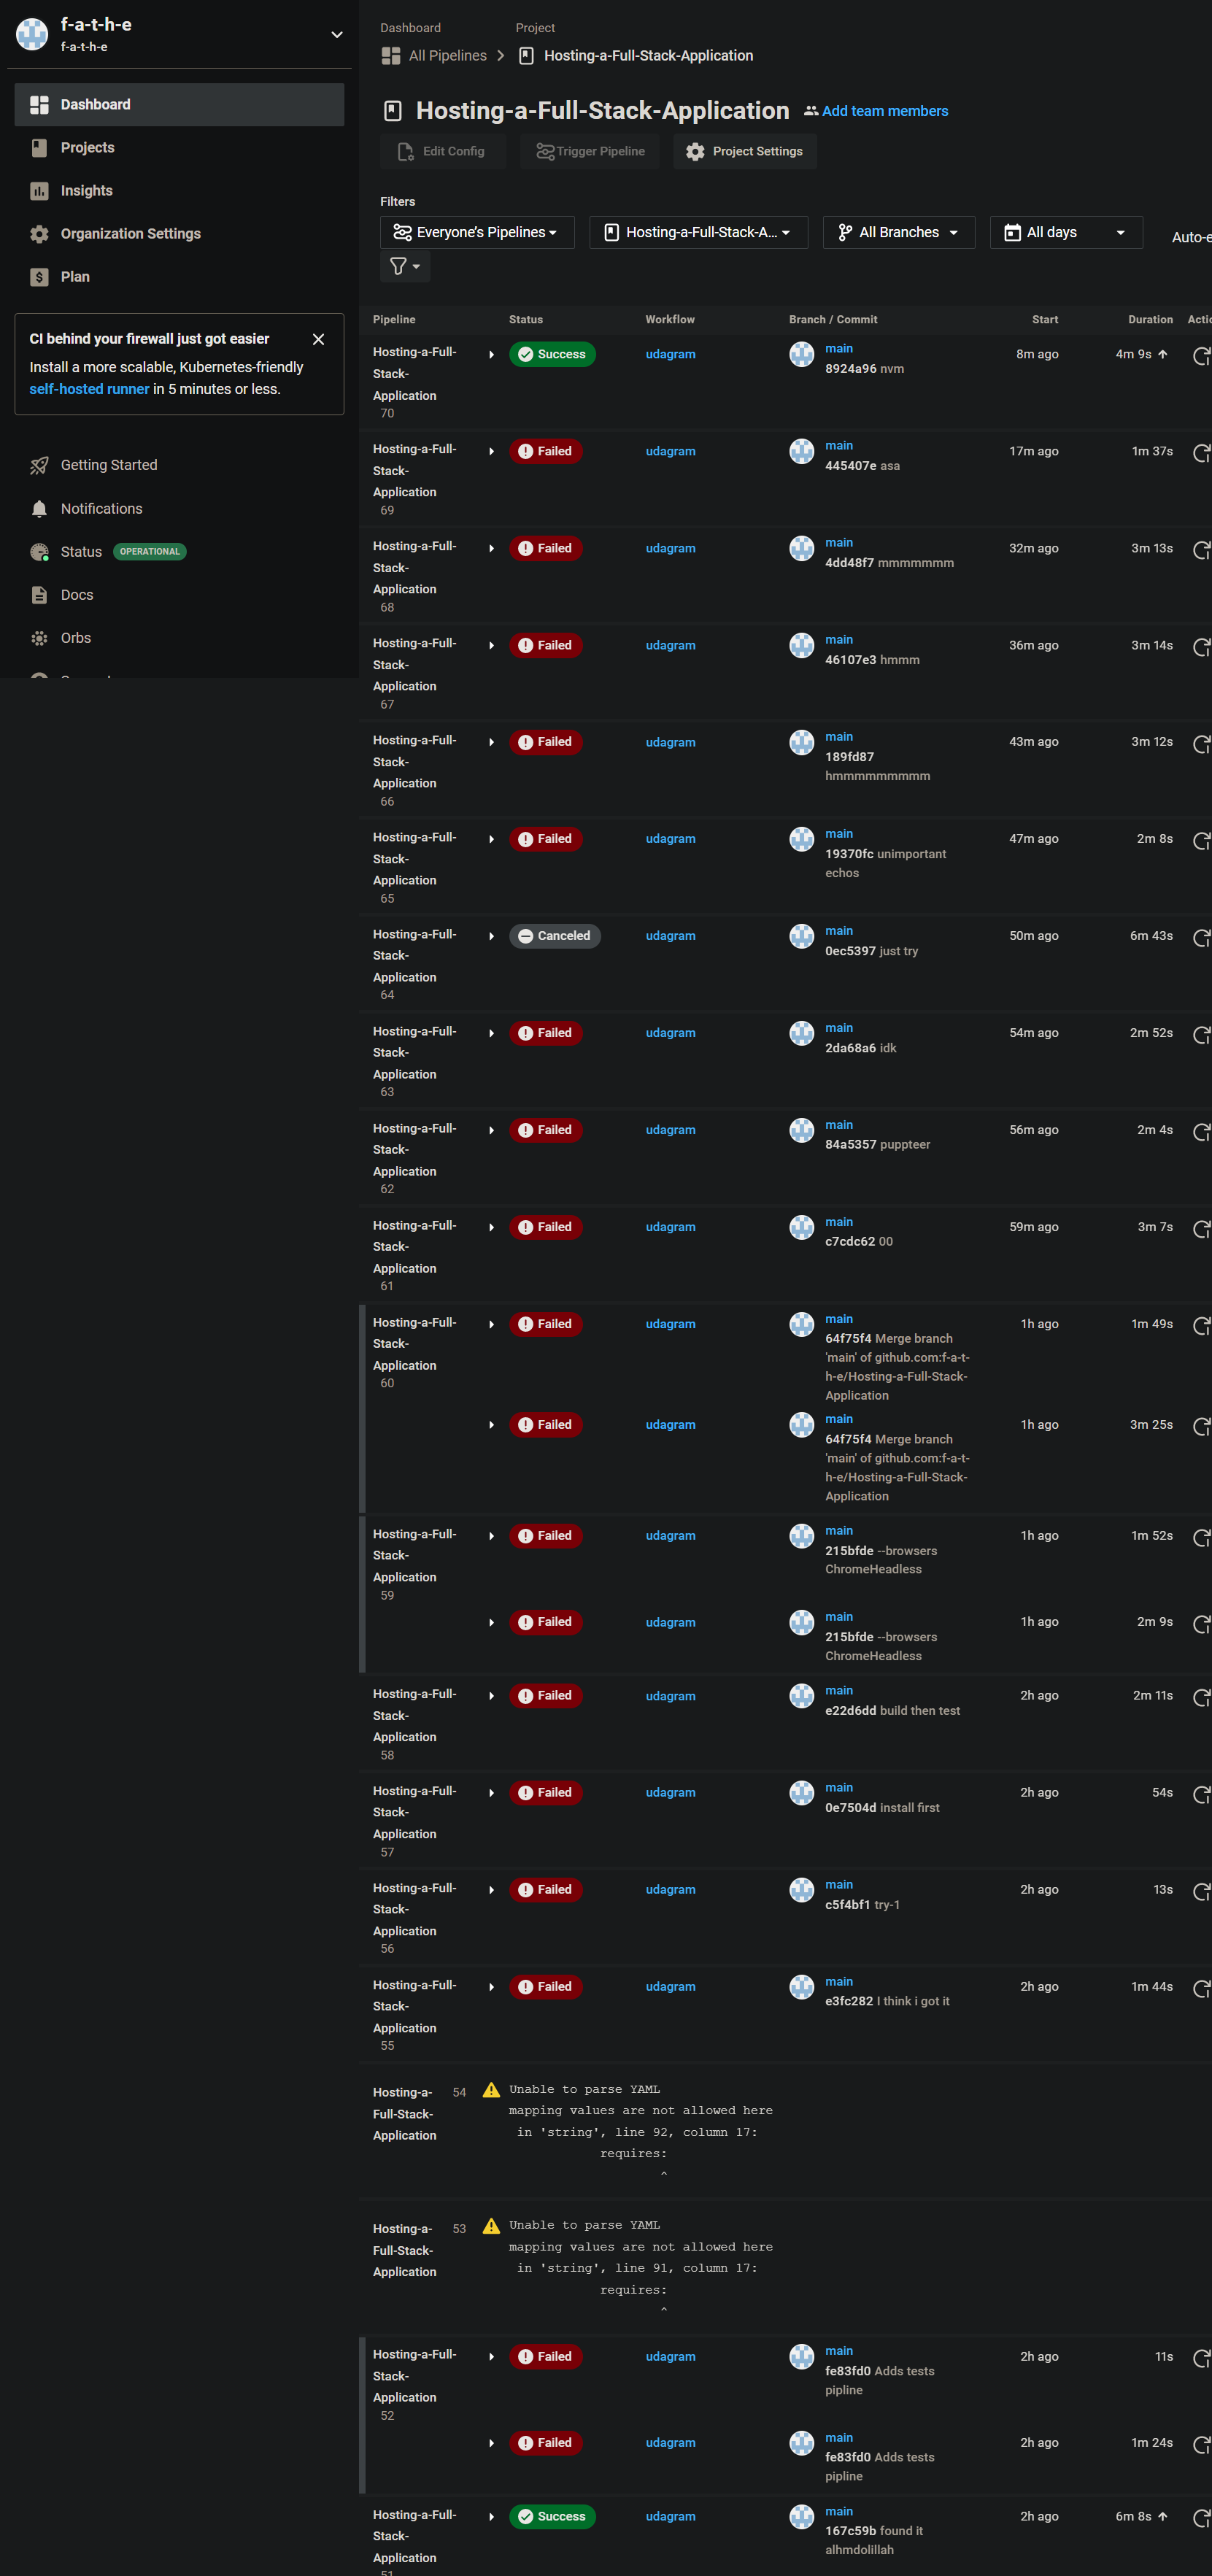 f-a-t-h-e
f-a-t-h-e
Dashboard
Projects
Insights
Organization Settings
Plan
CI behind your firewall just got easier
Install a more scalable, Kubernetes-friendly
self-hosted runner in 5 minutes or less.
Getting Started
Notifications
Status OPERATIONAL
Docs
Orbs
Dashboard Project
All Pipelines Hosting-a-Full-Stack-Application
Hosting-a-Full-Stack-Application Add team members
Edit Config Trigger Pipeline Project Settings
Filters
Everyone's Pipelines Hosting-a-Full-Stack-A... All Branches All days Auto-e
Pipeline Status Workflow Branch / Commit Start Duration Actic
Hosting-a-Full-
Stack-
Application
70
Success udagram main 8m ago 4m 9s
8924a96 nvm
Hosting-a-Full-
Stack-
Application
69
Failed udagram main 17m ago 1m 37s
445407e asa
Hosting-a-Full-
Stack-
Application
68
Failed udagram main 32m ago 3m 13s
4dd48f7 mmmmmmm
Hosting-a-Full-
Stack-
Application
67
Failed udagram main 36m ago 3m 14s
46107e3 hmmm
Hosting-a-Full-
Stack-
Application
66
Failed udagram main 43m ago 3m 12s
189fd87
hmmmmmmmmm
Hosting-a-Full-
Stack-
Application
65
Failed udagram main 47m ago 2m 8s
19370fc unimportant
echos
Hosting-a-Full-
Stack-
Application
64
Canceled udagram main 50m ago 6m 43s
0ec5397 just try
Hosting-a-Full-
Stack-
Application
63
Failed udagram main 54m ago 2m 52s
2da68a6 idk
Hosting-a-Full-
Stack-
Application
62
Failed udagram main 56m ago 2m 4s
84a5357 puppteer
Hosting-a-Full-
Stack-
Application
61
Failed udagram main 59m ago 3m 7s
c7cdc62 00
Hosting-a-Full-
Stack-
Application
60
Failed udagram main 1h ago 1m 49s
64f75f4 Merge branch
'main' of github.com:f-a-t-
h-e/Hosting-a-Full-Stack-
Application
Failed udagram main 1h ago 3m 25s
64f75f4 Merge branch
'main' of github.com:f-a-t-
h-e/Hosting-a-Full-Stack-
Application
Hosting-a-Full-
Stack-
Application
59
Failed udagram main 1h ago 1m 52s
215bfde --browsers
ChromeHeadless
Failed udagram main 1h ago 2m 9s
215bfde --browsers
ChromeHeadless
Hosting-a-Full-
Stack-
Application
58
Failed udagram main 2h ago 2m 11s
e22d6dd build then test
Hosting-a-Full-
Stack-
Application
57
Failed udagram main 2h ago 54s
0e7504d install first
Hosting-a-Full-
Stack-
Application
56
Failed udagram main 2h ago 13s
c5f4bf1 try-1
Hosting-a-Full-
Stack-
Application
55
Failed udagram main 2h ago 1m 44s
e3fc282 I think i got it
Hosting-a-
Full-Stack-
Application
54
Unable to parse YAML
mapping values are not allowed here
in 'string', line 92, column 17:
requires:
^
Hosting-a-
Full-Stack-
Application
53
Unable to parse YAML
mapping values are not allowed here
in 'string', line 91, column 17:
requires:
^
Hosting-a-Full-
Stack-
Application
52
Failed udagram main 2h ago 11s
fe83fd0 Adds tests
pipline
Failed udagram main 2h ago 1m 24s
fe83fd0 Adds tests
pipline
Hosting-a-Full-
Stack-
Application
51
Success udagram main 2h ago 6m 8s
167c59b found it
alhmdolillah